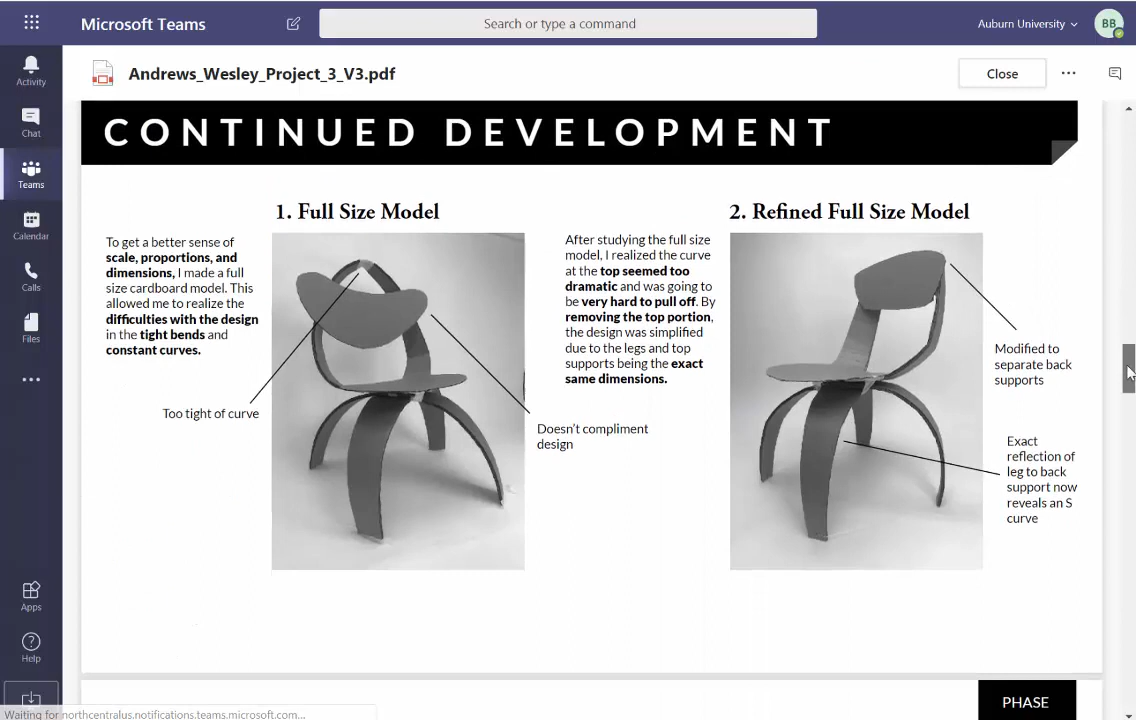 Microsoft Teams
Search or type a command
Auburn University
BB
Activity
Chat
Teams
Calendar
Calls
Files
Apps
Help
Andrews_Wesley_Project_3_V3.pdf
Close
CONTINUED DEVELOPMENT
1. Full Size Model
To get a better sense of
scale, proportions, and
dimensions, I made a full
size cardboard model. This
allowed me to realize the
difficulties with the design
in the tight bends and
constant curves.
Too tight of curve
Doesn't compliment
design
2. Refined Full Size Model
After studying the full size
model, I realized the curve
at the top seemed too
dramatic and was going to
be very hard to pull off. By
removing the top portion,
the design was simplified
due to the legs and top
supports being the exact
same dimensions.
Modified to
separate back
supports
Exact
reflection of
leg to back
support now
reveals an S
curve
PHASE
Waiting for northcentralus.notifications.teams.microsoft.com...